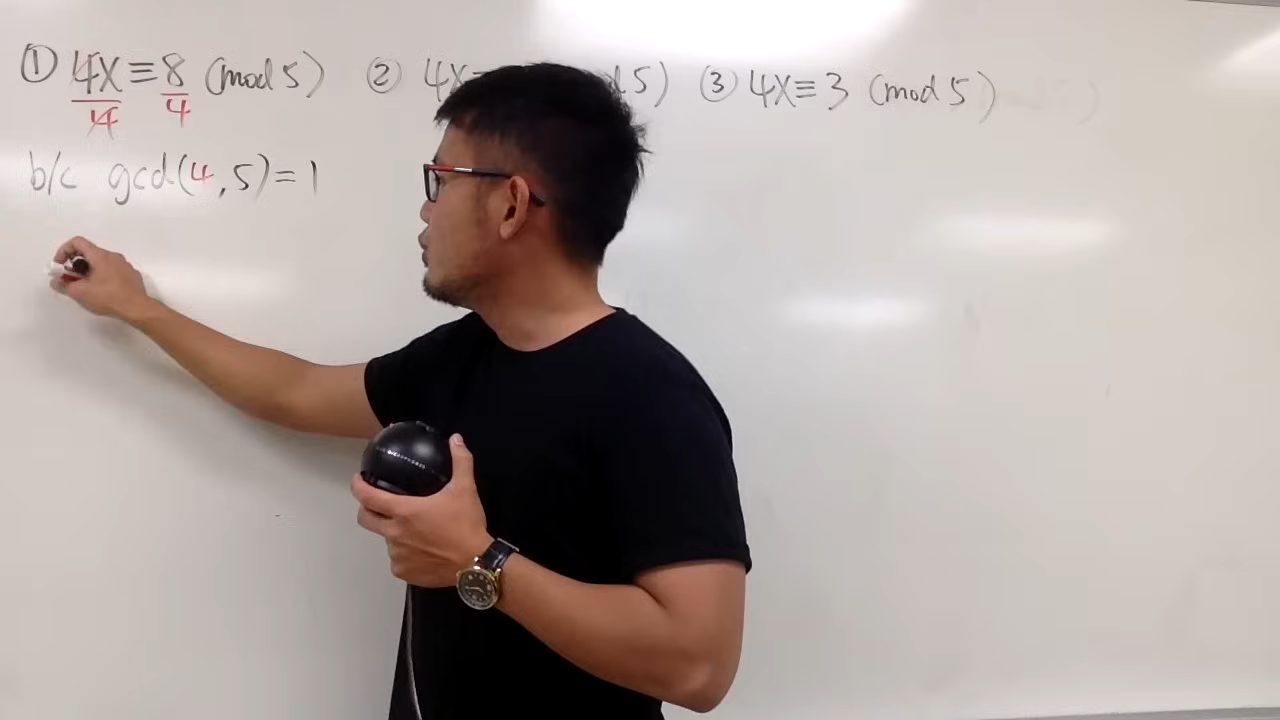 ① 4x≡8 (mod 5) ② 4x 5) ③ 4x≡3 (mod 5)
4 4
b/c gcd(4,5)=1